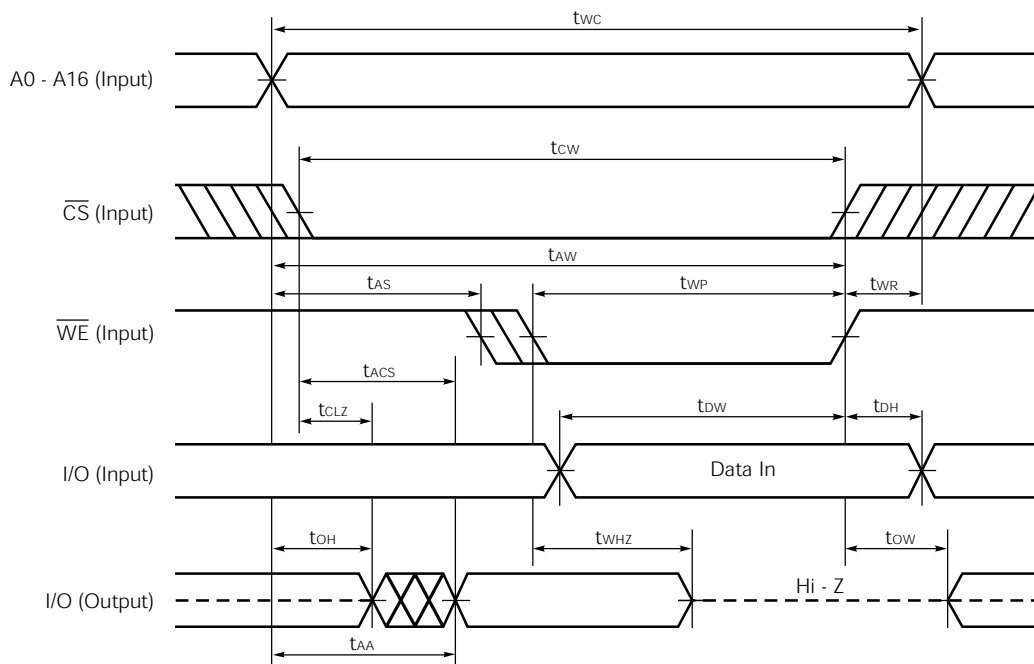 tWC
A0 - A16 (Input)
tCW
CS (Input)
tAW
tAS
tWP
tWR
WE (Input)
tACS
tCLZ
tDW
tDH
I/O (Input)
Data In
tOH
tWHZ
tOW
I/O (Output)
Hi - Z
tAA